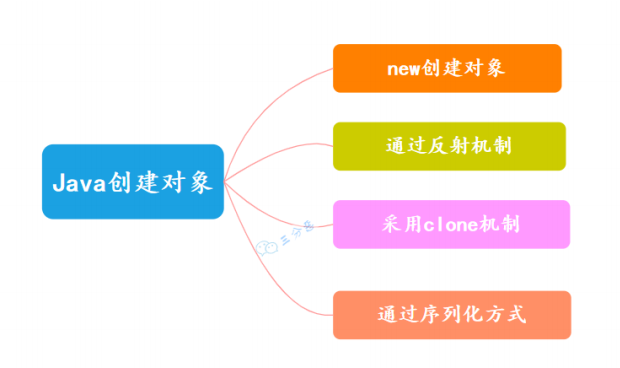 new创建对象
通过反射机制
Java创建对象
采用clone机制
三分恶
通过序列化方式